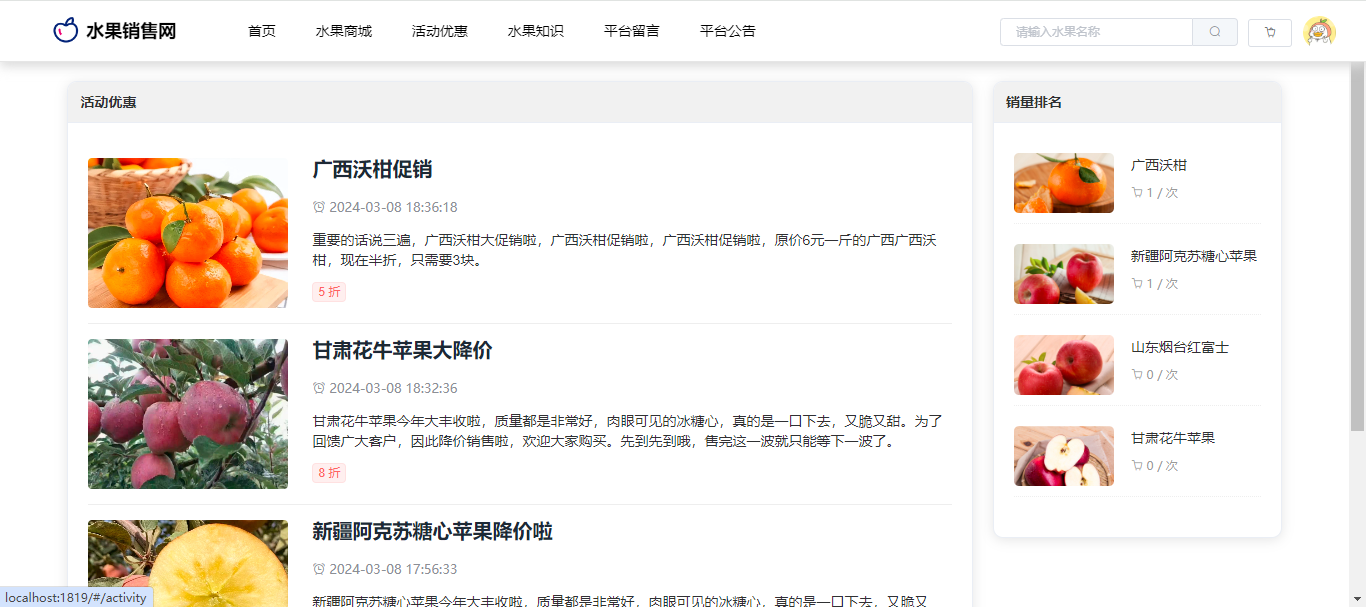 水果销售网
首页
水果商城
活动优惠
水果知识
平台留言
平台公告
请输入水果名称
活动优惠
广西沃柑促销
2024-03-08 18:36:18
重要的话说三遍，广西沃柑大促销啦，广西沃柑促销啦，广西沃柑促销啦，原价6元一斤的广西广西沃
柑，现在半折，只需要3块。
5 折
甘肃花牛苹果大降价
2024-03-08 18:32:36
甘肃花牛苹果今年大丰收啦，质量都是非常好，肉眼可见的冰糖心，真的是一口下去，又脆又甜。为了
回馈广大客户，因此降价销售啦，欢迎大家购买。先到先到哦，售完这一波就只能等下一波了。
8 折
新疆阿克苏糖心苹果降价啦
2024-03-08 17:56:33
新疆阿克苏糖心苹果今年大丰收啦，质量都是非常好，肉眼可见的冰糖心，真的是一口下去，又脆又
销量排名
广西沃柑
1 / 次
新疆阿克苏糖心苹果
1 / 次
山东烟台红富士
0 / 次
甘肃花牛苹果
0 / 次
localhost:1819/#/activity